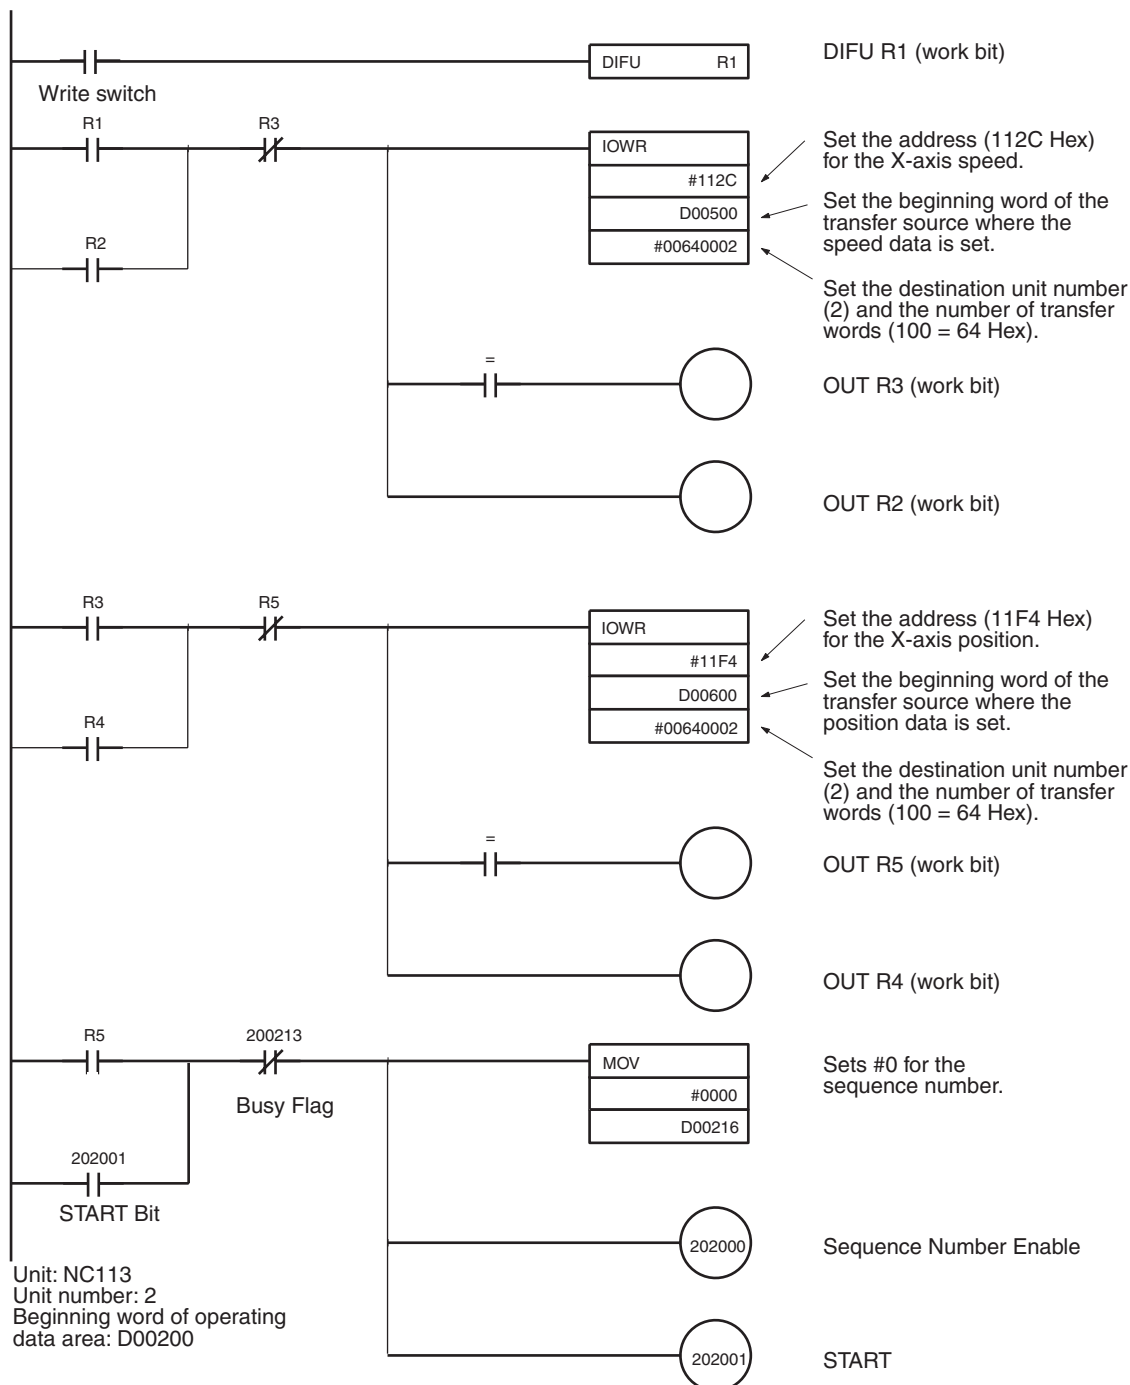 DIFU R1
DIFU R1 (work bit)
Write switch
R1
R3
R2
IOWR
#112C
D00500
#00640002
Set the address (112C Hex)
for the X-axis speed.
Set the beginning word of the
transfer source where the
speed data is set.
Set the destination unit number
(2) and the number of transfer
words (100 = 64 Hex).
=
OUT R3 (work bit)
OUT R2 (work bit)
R3
R5
R4
IOWR
#11F4
D00600
#00640002
Set the address (11F4 Hex)
for the X-axis position.
Set the beginning word of the
transfer source where the
position data is set.
Set the destination unit number
(2) and the number of transfer
words (100 = 64 Hex).
=
OUT R5 (work bit)
OUT R4 (work bit)
R5
200213
Busy Flag
202001
START Bit
MOV
#0000
D00216
Sets #0 for the
sequence number.
202000
Sequence Number Enable
202001
START
Unit: NC113
Unit number: 2
Beginning word of operating
data area: D00200